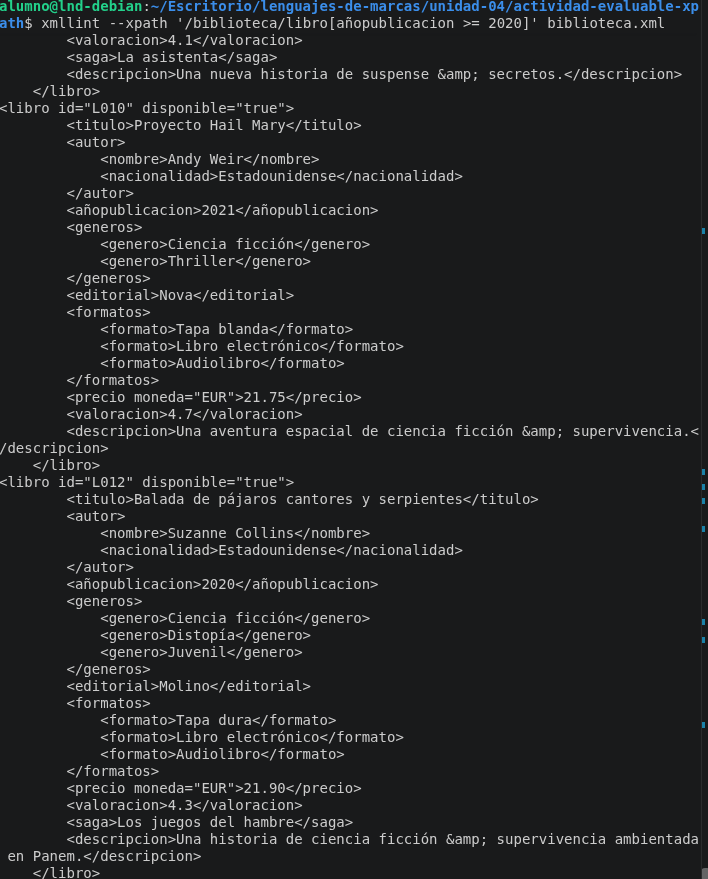 alumno@lnd-debian:~/Escritorio/lenguajes-de-marcas/unidad-04/actividad-evaluable-xp
ath$ xmllint --xpath '/biblioteca/libro[añopublicacion >= 2020]' biblioteca.xml
        <valoracion>4.1</valoracion>
        <saga>La asistenta</saga>
        <descripcion>Una nueva historia de suspense &amp; secretos.</descripcion>
    </libro>
<libro id="L010" disponible="true">
        <titulo>Proyecto Hail Mary</titulo>
        <autor>
            <nombre>Andy Weir</nombre>
            <nacionalidad>Estadounidense</nacionalidad>
        </autor>
        <añopublicacion>2021</añopublicacion>
        <generos>
            <genero>Ciencia ficción</genero>
            <genero>Thriller</genero>
        </generos>
        <editorial>Nova</editorial>
        <formatos>
            <formato>Tapa blanda</formato>
            <formato>Libro electrónico</formato>
            <formato>Audiolibro</formato>
        </formatos>
        <precio moneda="EUR">21.75</precio>
        <valoracion>4.7</valoracion>
        <descripcion>Una aventura espacial de ciencia ficción &amp; supervivencia.<
/descripcion>
    </libro>
<libro id="L012" disponible="true">
        <titulo>Balada de pájaros cantores y serpientes</titulo>
        <autor>
            <nombre>Suzanne Collins</nombre>
            <nacionalidad>Estadounidense</nacionalidad>
        </autor>
        <añopublicacion>2020</añopublicacion>
        <generos>
            <genero>Ciencia ficción</genero>
            <genero>Distopía</genero>
            <genero>Juvenil</genero>
        </generos>
        <editorial>Molino</editorial>
        <formatos>
            <formato>Tapa dura</formato>
            <formato>Libro electrónico</formato>
            <formato>Audiolibro</formato>
        </formatos>
        <precio moneda="EUR">21.90</precio>
        <valoracion>4.3</valoracion>
        <saga>Los juegos del hambre</saga>
        <descripcion>Una historia de ciencia ficción &amp; supervivencia ambientada
 en Panem.</descripcion>
    </libro>